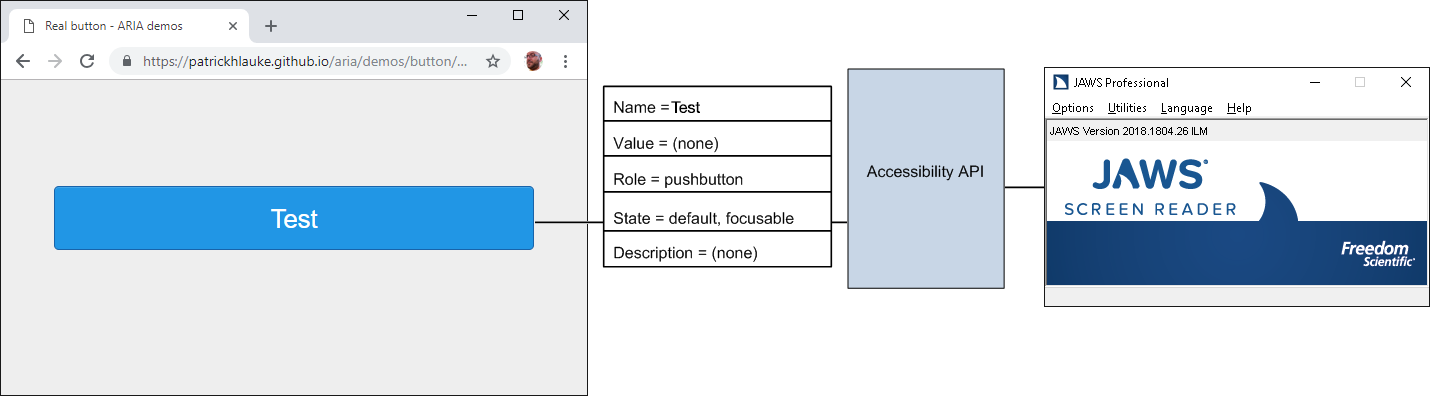 Real button - ARIA demos
https://patrickhlauke.github.io/aria/demos/button/...
Test
Name = Test
Value = (none)
Role = pushbutton
State = default, focusable
Description = (none)
Accessibility API
JAWS Professional
Options Utilities Language Help
JAWS Version 2018.1804.26 ILM
JAWS
SCREEN READER
Freedom
Scientific